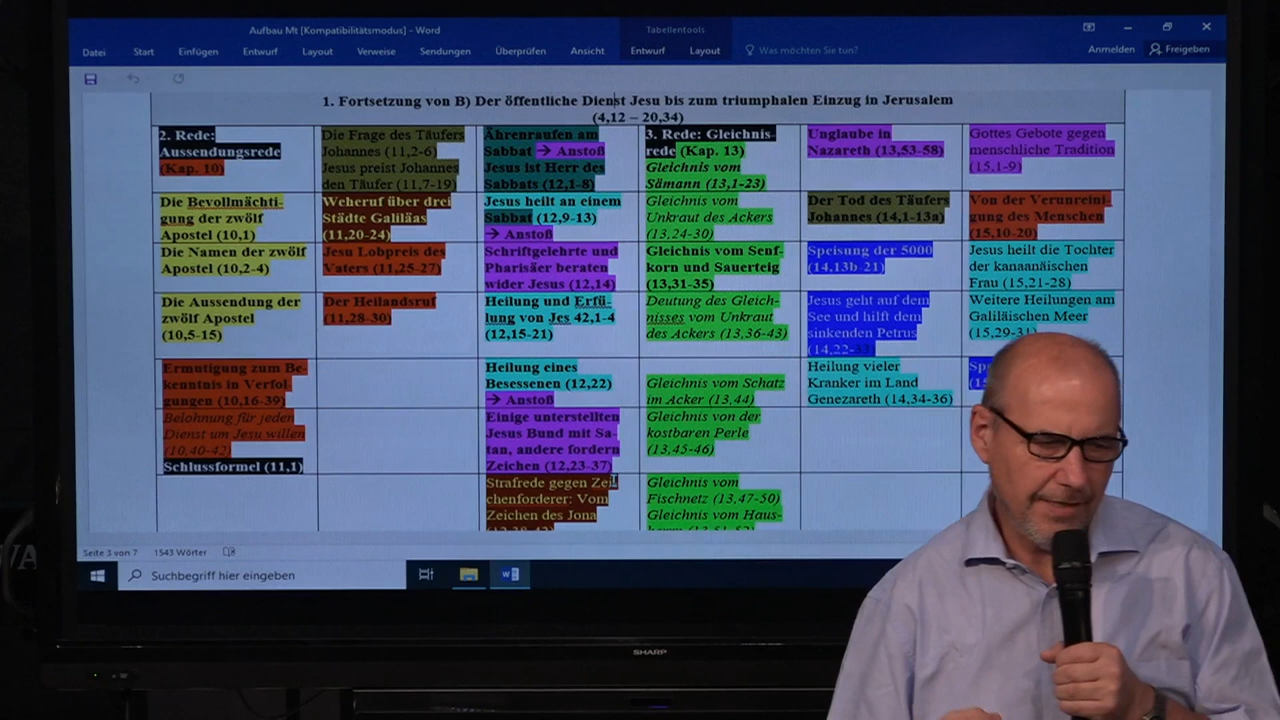 Aufbau Mt [Kompatibilitätsmodus] - Word
Tabellentools
Datei Start Einfügen Entwurf Layout Verweise Sendungen Überprüfen Ansicht Entwurf Layout Was möchten Sie tun? Anmelden Freigeben
1. Fortsetzung von B) Der öffentliche Dienst Jesu bis zum triumphalen Einzug in Jerusalem
(4,12 – 20,34)
2. Rede:
Aussendungsrede
(Kap. 10)
Die Frage des Täufers
Johannes (11,2-6)
Jesus preist Johannes
den Täufer (11,7-19)
Ährenraufen am
Sabbat → Anstoß
Jesus ist Herr des
Sabbats (12,1-8)
3. Rede: Gleichnis-
rede (Kap. 13)
Gleichnis vom
Sämann (13,1-23)
Unglaube in
Nazareth (13,53-58)
Gottes Gebote gegen
menschliche Tradition
(15,1-9)
Die Bevollmächti-
gung der zwölf
Apostel (10,1)
Weheruf über drei
Städte Galiläas
(11,20-24)
Jesus heilt an einem
Sabbat (12,9-13)
→ Anstoß
Gleichnis vom
Unkraut des Ackers
(13,24-30)
Der Tod des Täufers
Johannes (14,1-13a)
Von der Verunreini-
gung des Menschen
(15,10-20)
Die Namen der zwölf
Apostel (10,2-4)
Jesu Lobpreis des
Vaters (11,25-27)
Schriftgelehrte und
Pharisäer beraten
wider Jesus (12,14)
Gleichnis vom Senf-
korn und Sauerteig
(13,31-35)
Speisung der 5000
(14,13b-21)
Jesus heilt die Tochter
der kanaanäischen
Frau (15,21-28)
Die Aussendung der
zwölf Apostel
(10,5-15)
Der Heilandsruf
(11,28-30)
Heilung und Erfü-
lung von Jes 42,1-4
(12,15-21)
Deutung des Gleich-
nisses vom Unkraut
des Ackers (13,36-43)
Jesus geht auf dem
See und hilft dem
sinkenden Petrus
(14,22-33)
Weitere Heilungen am
Galiläischen Meer
(15,29-31)
Ermutigung zum Be-
kenntnis in Verfol-
gungen (10,16-39)
Heilung eines
Besessenen (12,22)
→ Anstoß
Gleichnis vom Schatz
im Acker (13,44)
Heilung vieler
Kranker im Land
Genezareth (14,34-36)
Belohnung für jeden
Dienst um Jesu willen
(10,40-42)
Schlussformel (11,1)
Einige unterstellten
Jesus Bund mit Sa-
tan, andere fordern
Zeichen (12,23-37)
Gleichnis von der
kostbaren Perle
(13,45-46)
Strafrede gegen Zei-
chenforderer: Vom
Zeichen des Jona
Gleichnis vom
Fischnetz (13,47-50)
Gleichnis vom Haus-
Seite 3 von 7 1543 Wörter
Suchbegriff hier eingeben
SHARP